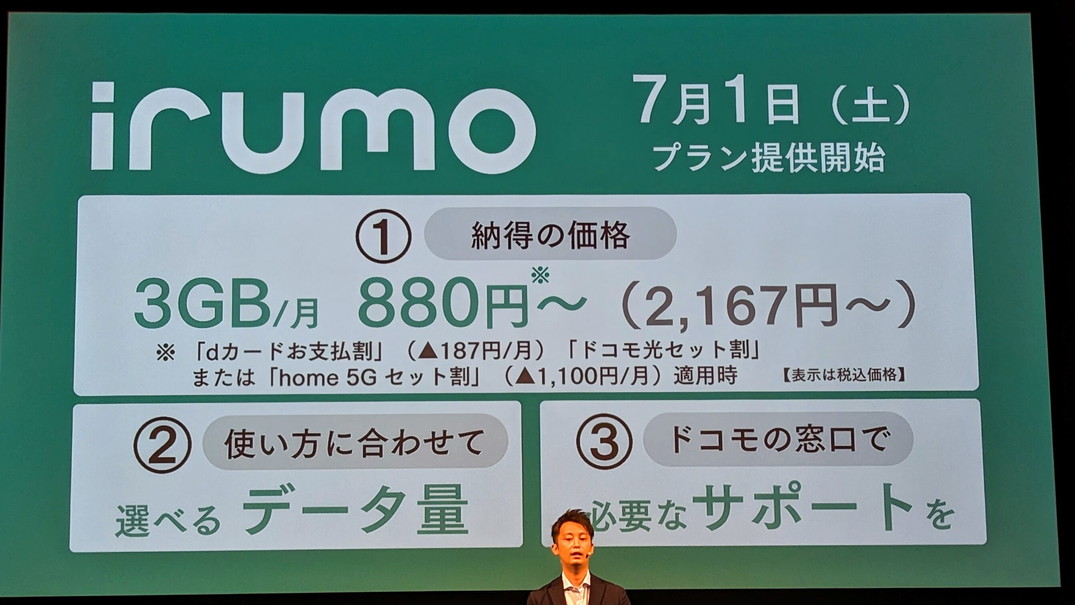 irumo
7月1日（土）
プラン提供開始
① 納得の価格
3GB/月 880円※～（2,167円～）
※「dカードお支払割」（▲187円/月）「ドコモ光セット割」
または「home 5G セット割」（▲1,100円/月）適用時 【表示は税込価格】
② 使い方に合わせて
選べるデータ量
③ ドコモの窓口で
必要なサポートを